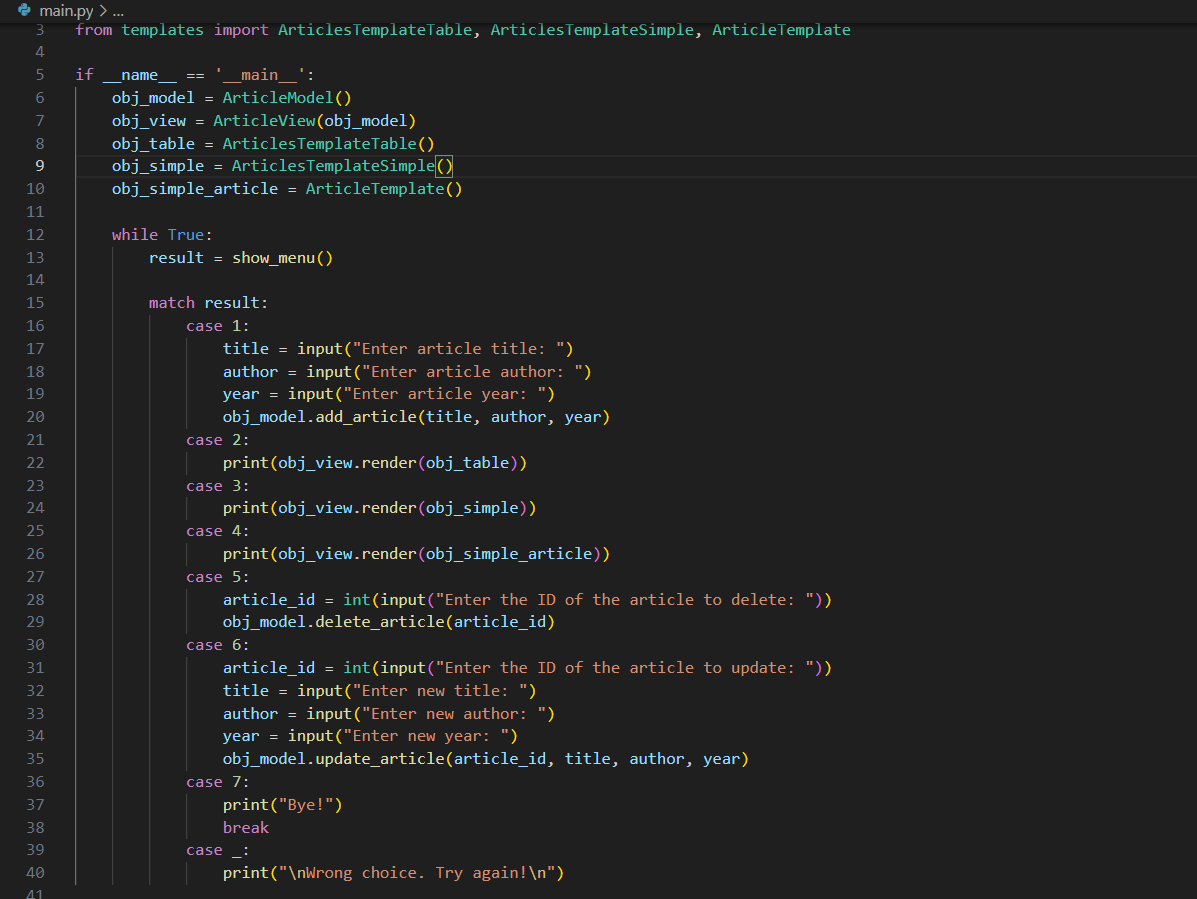 main.py > ...
3 from templates import ArticlesTemplateTable, ArticlesTemplateSimple, ArticleTemplate
4
5 if __name__ == '__main__':
6     obj_model = ArticleModel()
7     obj_view = ArticleView(obj_model)
8     obj_table = ArticlesTemplateTable()
9     obj_simple = ArticlesTemplateSimple()
10     obj_simple_article = ArticleTemplate()
11
12     while True:
13         result = show_menu()
14
15         match result:
16             case 1:
17                 title = input("Enter article title: ")
18                 author = input("Enter article author: ")
19                 year = input("Enter article year: ")
20                 obj_model.add_article(title, author, year)
21             case 2:
22                 print(obj_view.render(obj_table))
23             case 3:
24                 print(obj_view.render(obj_simple))
25             case 4:
26                 print(obj_view.render(obj_simple_article))
27             case 5:
28                 article_id = int(input("Enter the ID of the article to delete: "))
29                 obj_model.delete_article(article_id)
30             case 6:
31                 article_id = int(input("Enter the ID of the article to update: "))
32                 title = input("Enter new title: ")
33                 author = input("Enter new author: ")
34                 year = input("Enter new year: ")
35                 obj_model.update_article(article_id, title, author, year)
36             case 7:
37                 print("Bye!")
38                 break
39             case _:
40                 print("\nWrong choice. Try again!\n")
41